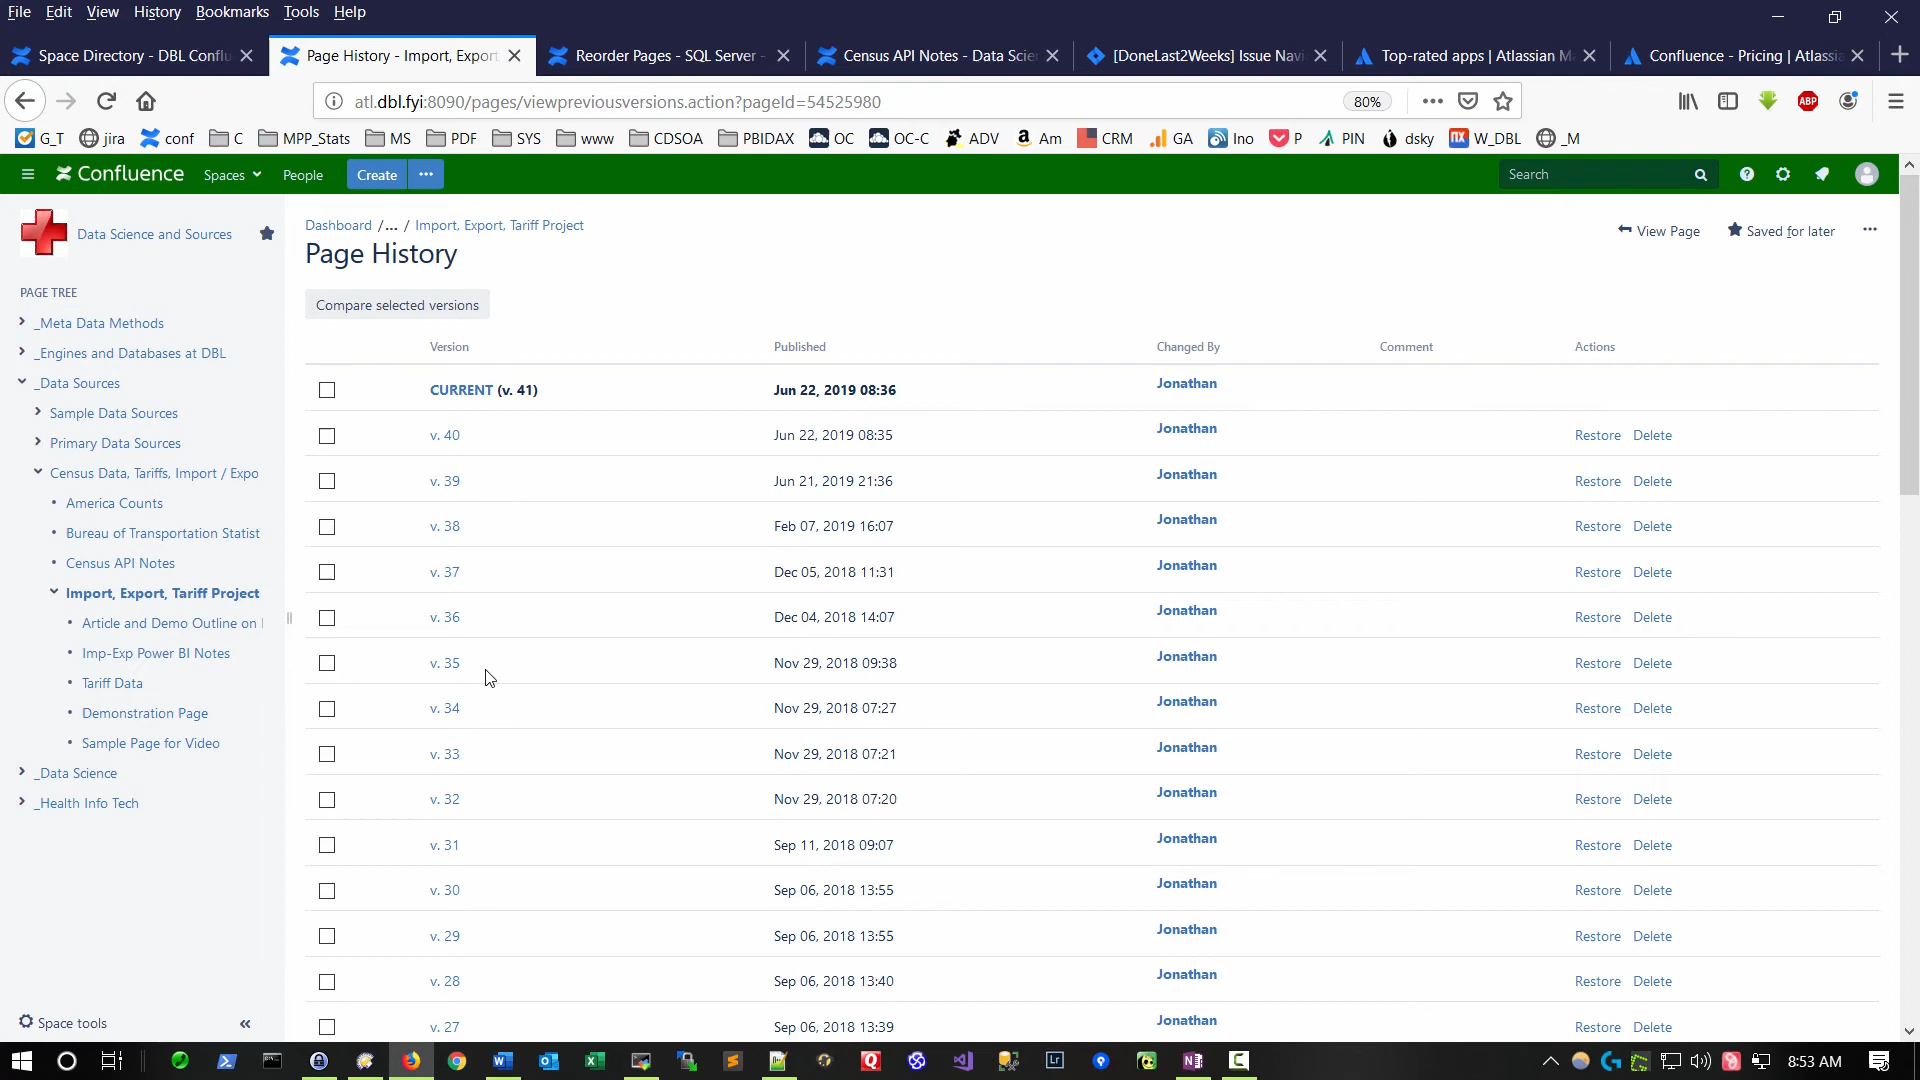 File Edit View History Bookmarks Tools Help
Space Directory - DBL Conflu
Page History - Import, Export
Reorder Pages - SQL Server -
Census API Notes - Data Scie
[DoneLast2Weeks] Issue Navi
Top-rated apps | Atlassian M
Confluence - Pricing | Atlassia
atl.dbl.fyi:8090/pages/viewpreviousversions.action?pageId=54525980
80%
G_T jira conf C MPP_Stats MS PDF SYS www CDSOA PBIDAX OC OC-C ADV Am CRM GA Ino P PIN dsky W_DBL _M
Confluence Spaces People Create Search
Data Science and Sources
PAGE TREE
_Meta Data Methods
_Engines and Databases at DBL
_Data Sources
Sample Data Sources
Primary Data Sources
Census Data, Tariffs, Import / Expo
America Counts
Bureau of Transportation Statist
Census API Notes
Import, Export, Tariff Project
Article and Demo Outline on
Imp-Exp Power BI Notes
Tariff Data
Demonstration Page
Sample Page for Video
_Data Science
_Health Info Tech
Space tools
Dashboard /... / Import, Export, Tariff Project
Page History
View Page Saved for later
Compare selected versions
Version Published Changed By Comment Actions
CURRENT (v. 41) Jun 22, 2019 08:36 Jonathan
v. 40 Jun 22, 2019 08:35 Jonathan Restore Delete
v. 39 Jun 21, 2019 21:36 Jonathan Restore Delete
v. 38 Feb 07, 2019 16:07 Jonathan Restore Delete
v. 37 Dec 05, 2018 11:31 Jonathan Restore Delete
v. 36 Dec 04, 2018 14:07 Jonathan Restore Delete
v. 35 Nov 29, 2018 09:38 Jonathan Restore Delete
v. 34 Nov 29, 2018 07:27 Jonathan Restore Delete
v. 33 Nov 29, 2018 07:21 Jonathan Restore Delete
v. 32 Nov 29, 2018 07:20 Jonathan Restore Delete
v. 31 Sep 11, 2018 09:07 Jonathan Restore Delete
v. 30 Sep 06, 2018 13:55 Jonathan Restore Delete
v. 29 Sep 06, 2018 13:55 Jonathan Restore Delete
v. 28 Sep 06, 2018 13:40 Jonathan Restore Delete
v. 27 Sep 06, 2018 13:39 Jonathan Restore Delete
8:53 AM